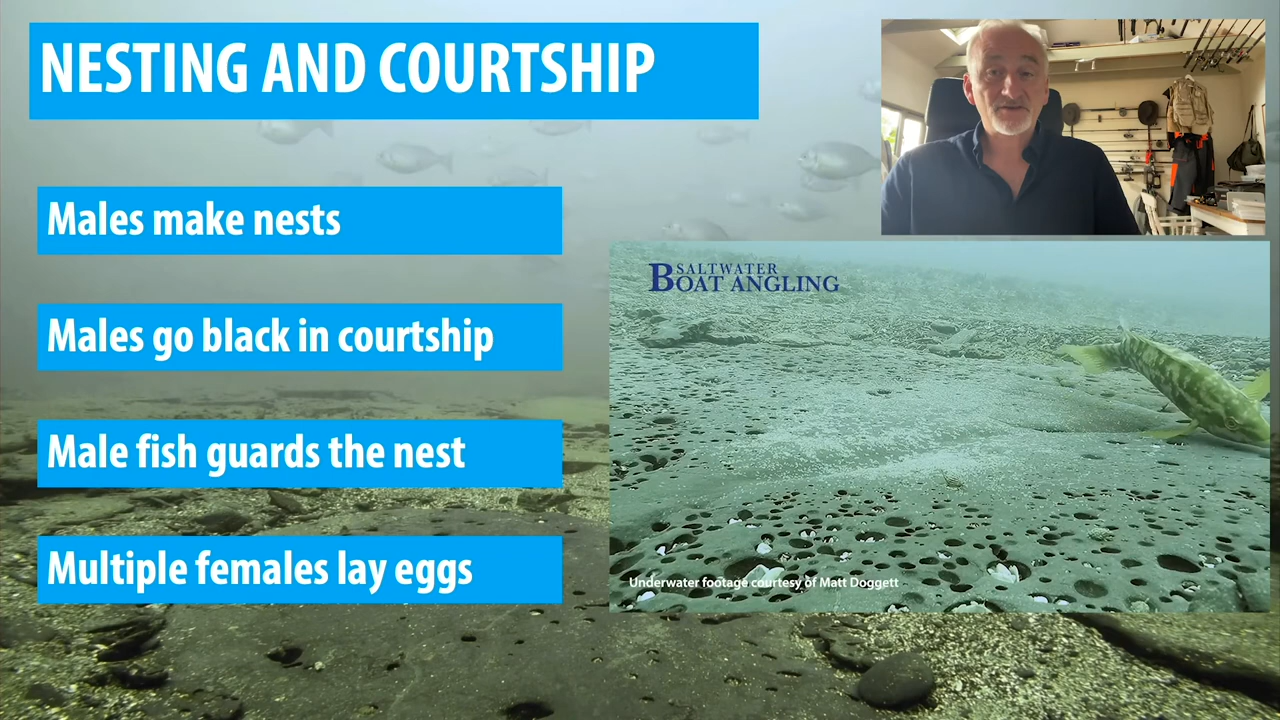 NESTING AND COURTSHIP
Males make nests
Males go black in courtship
Male fish guards the nest
Multiple females lay eggs
SALTWATER
BOAT ANGLING
Underwater footage courtesy of Matt Doggett